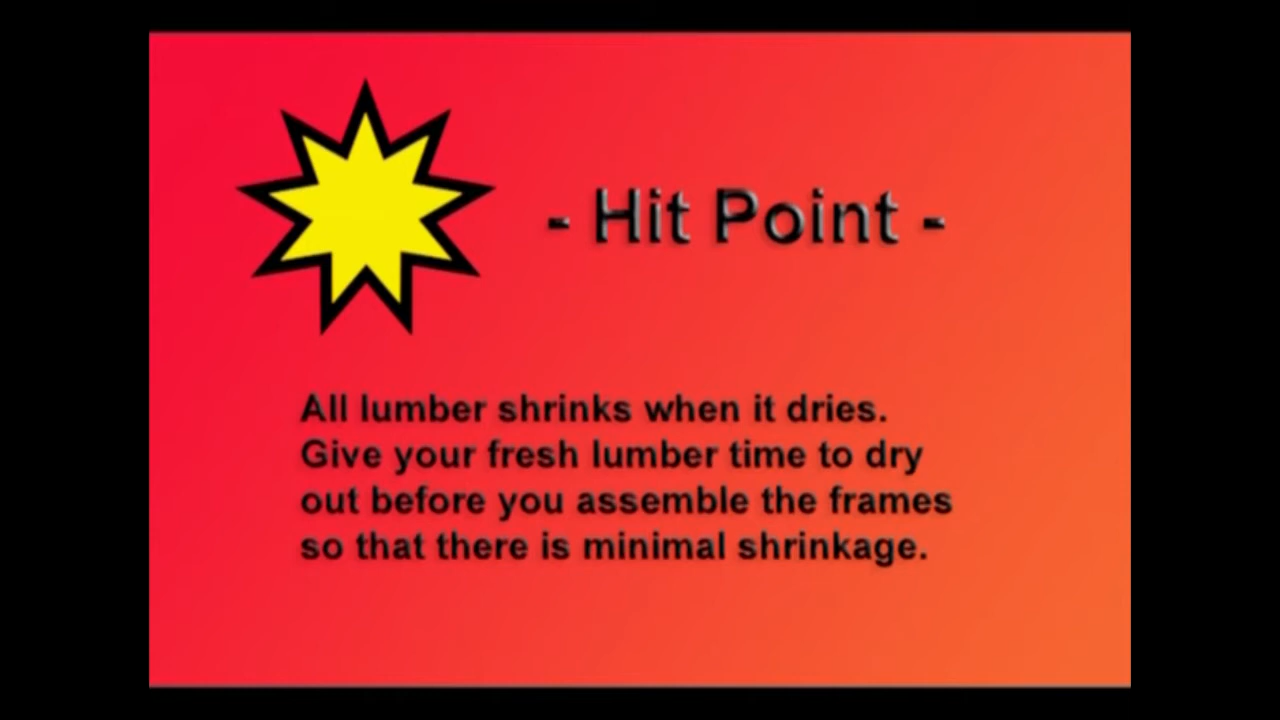 - Hit Point -
All lumber shrinks when it dries.
Give your fresh lumber time to dry
out before you assemble the frames
so that there is minimal shrinkage.